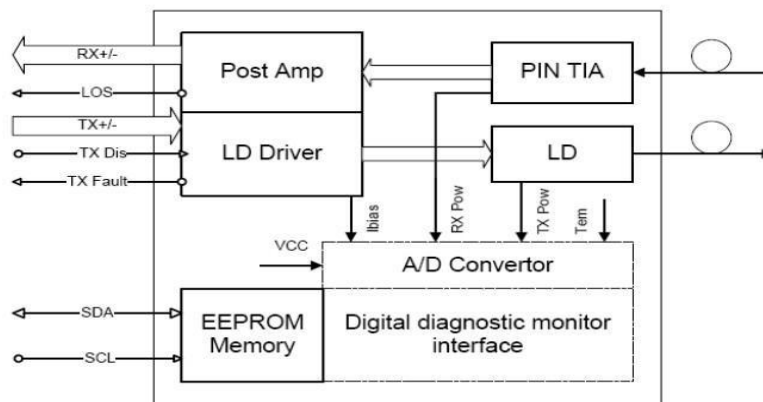 RX+/-
Post Amp
PIN TIA
LOS
TX+/-
TX Dis
LD Driver
LD
TX Fault
Ibias
RX Pow
TX Pow
Tem
VCC
A/D Convertor
SDA
EEPROM
Memory
Digital diagnostic monitor
interface
SCL